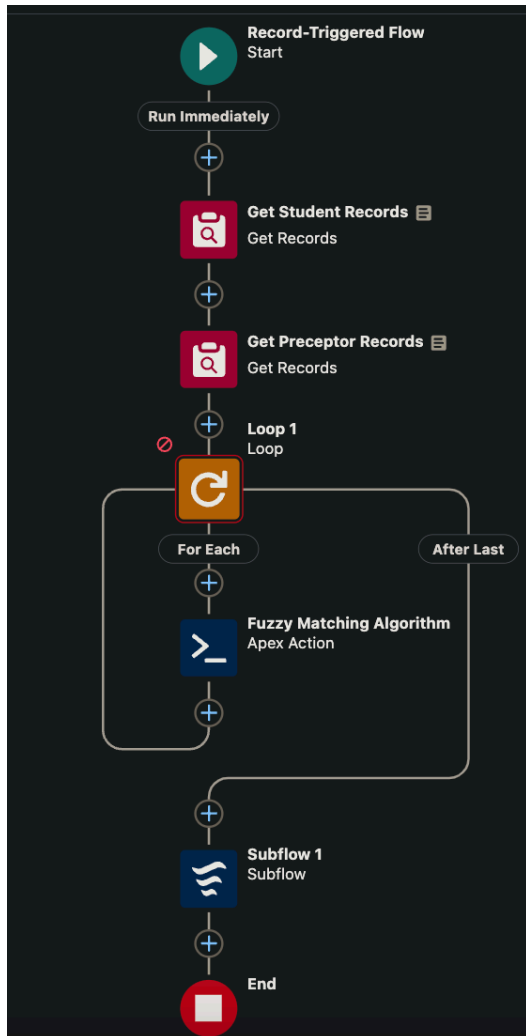 Record-Triggered Flow
Start
Run Immediately
Get Student Records
Get Records
Get Preceptor Records
Get Records
Loop 1
Loop
For Each
After Last
Fuzzy Matching Algorithm
Apex Action
Subflow 1
Subflow
End